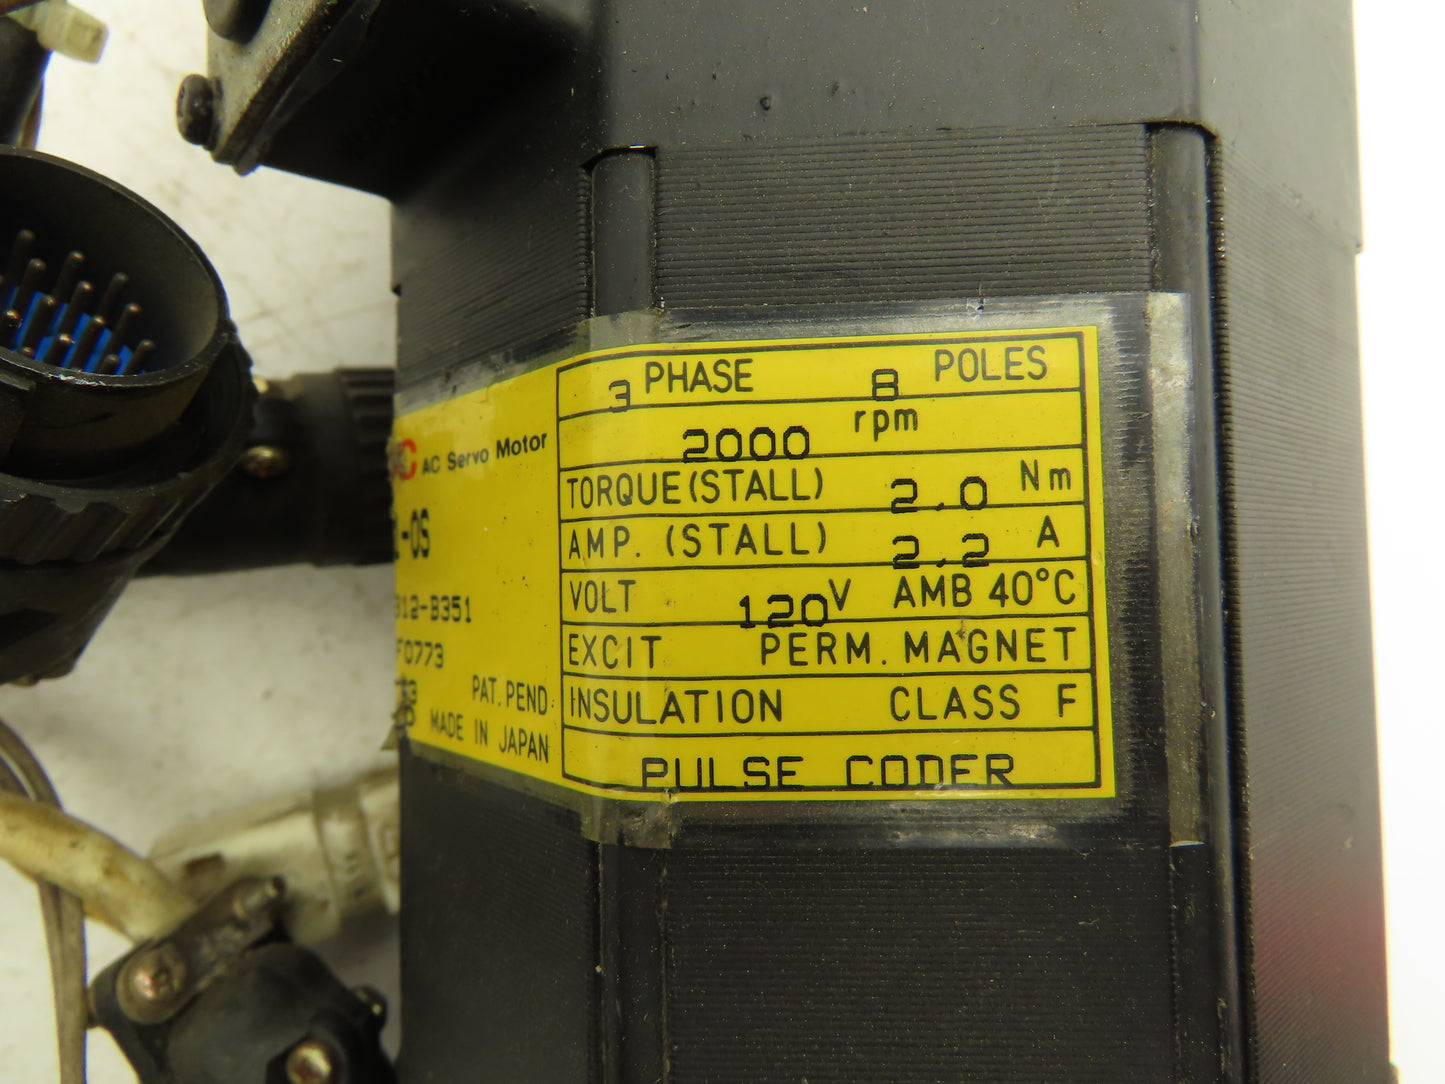 AC Servo Motor
-0S
12-B351
F0773
PAT. PEND
MADE IN JAPAN
3 PHASE 8 POLES
2000 rpm
TORQUE(STALL) 2.0 Nm
AMP. (STALL) 2.2 A
VOLT 120V AMB 40°C
EXCIT PERM. MAGNET
INSULATION CLASS F
PULSE CODER